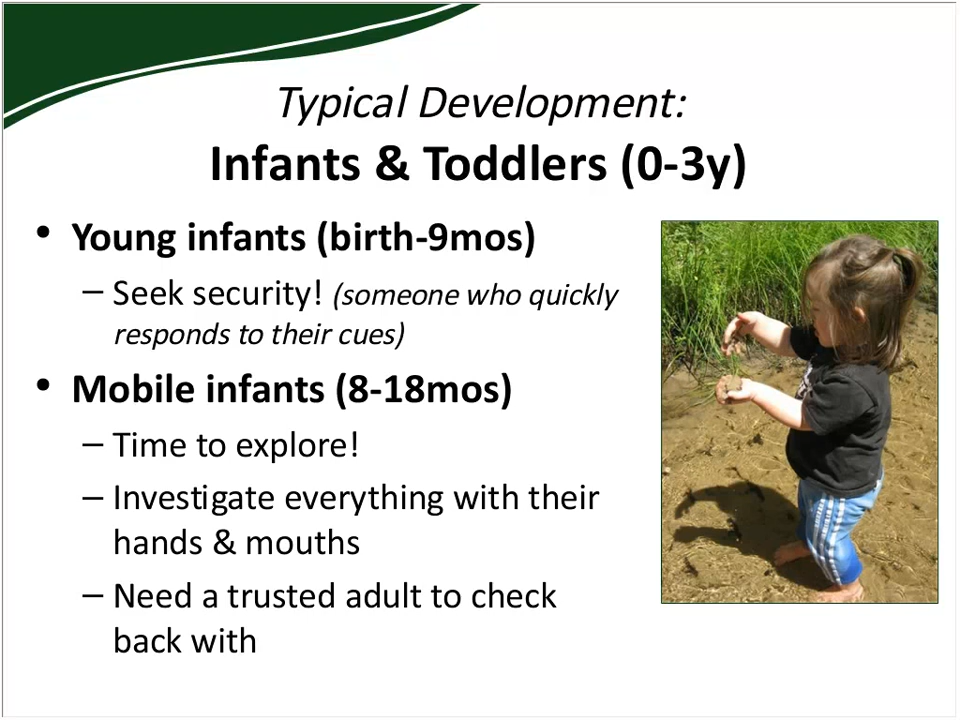 Typical Development:
Infants & Toddlers (0-3y)
• Young infants (birth-9mos)
– Seek security! (someone who quickly
responds to their cues)
• Mobile infants (8-18mos)
– Time to explore!
– Investigate everything with their
hands & mouths
– Need a trusted adult to check
back with